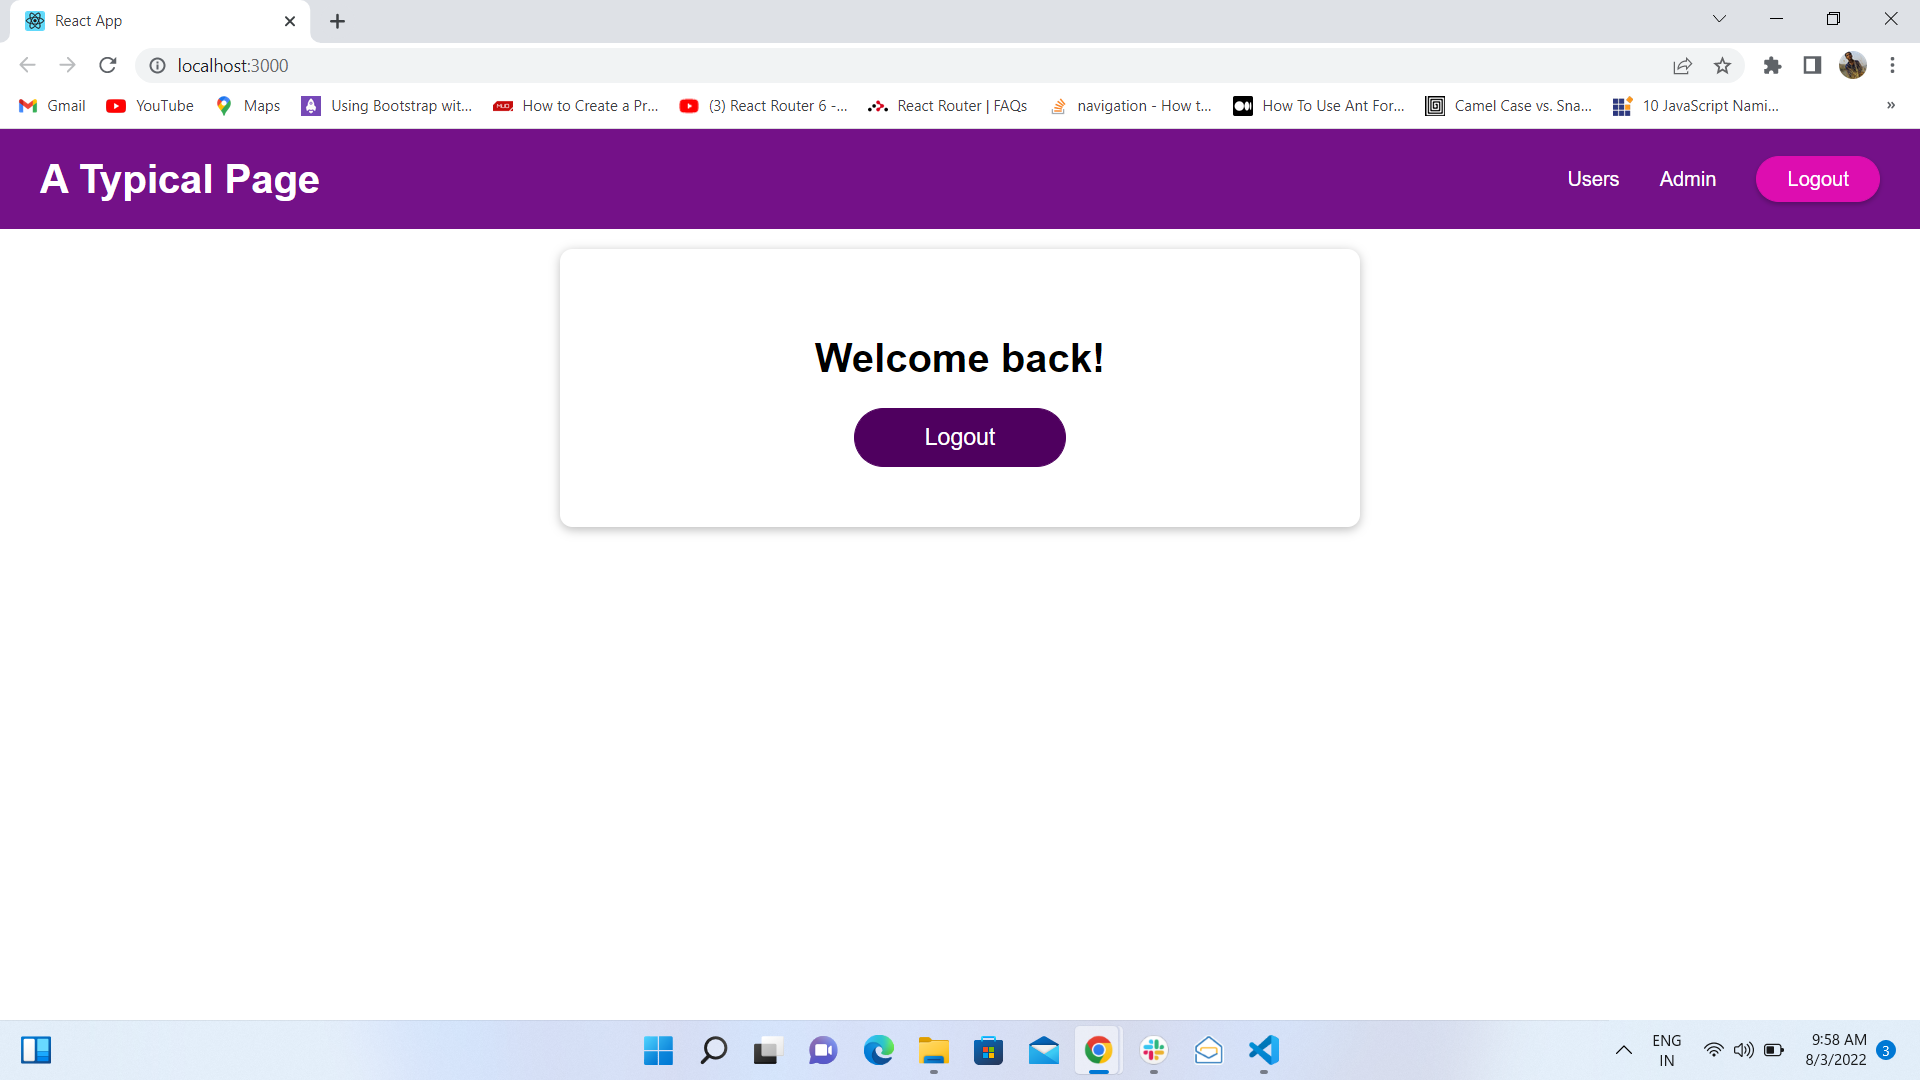 React App
localhost:3000
Gmail YouTube Maps Using Bootstrap wit... How to Create a Pr... (3) React Router 6 -... React Router | FAQs navigation - How t... How To Use Ant For... Camel Case vs. Sna... 10 JavaScript Nami... »
A Typical Page Users Admin Logout
Welcome back!
Logout
ENG
IN
9:58 AM
8/3/2022
3